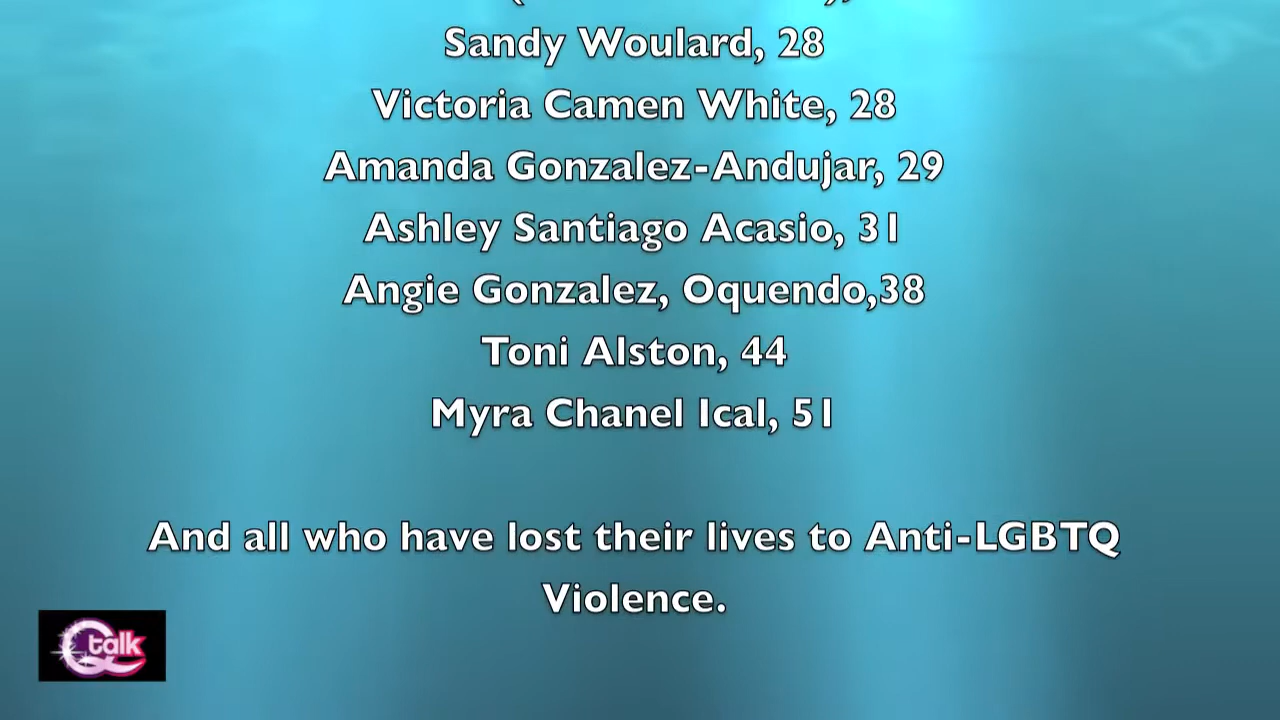 Sandy Woulard, 28
Victoria Camen White, 28
Amanda Gonzalez-Andujar, 29
Ashley Santiago Acasio, 31
Angie Gonzalez, Oquendo,38
Toni Alston, 44
Myra Chanel Ical, 51
And all who have lost their lives to Anti-LGBTQ
Violence.
Q talk